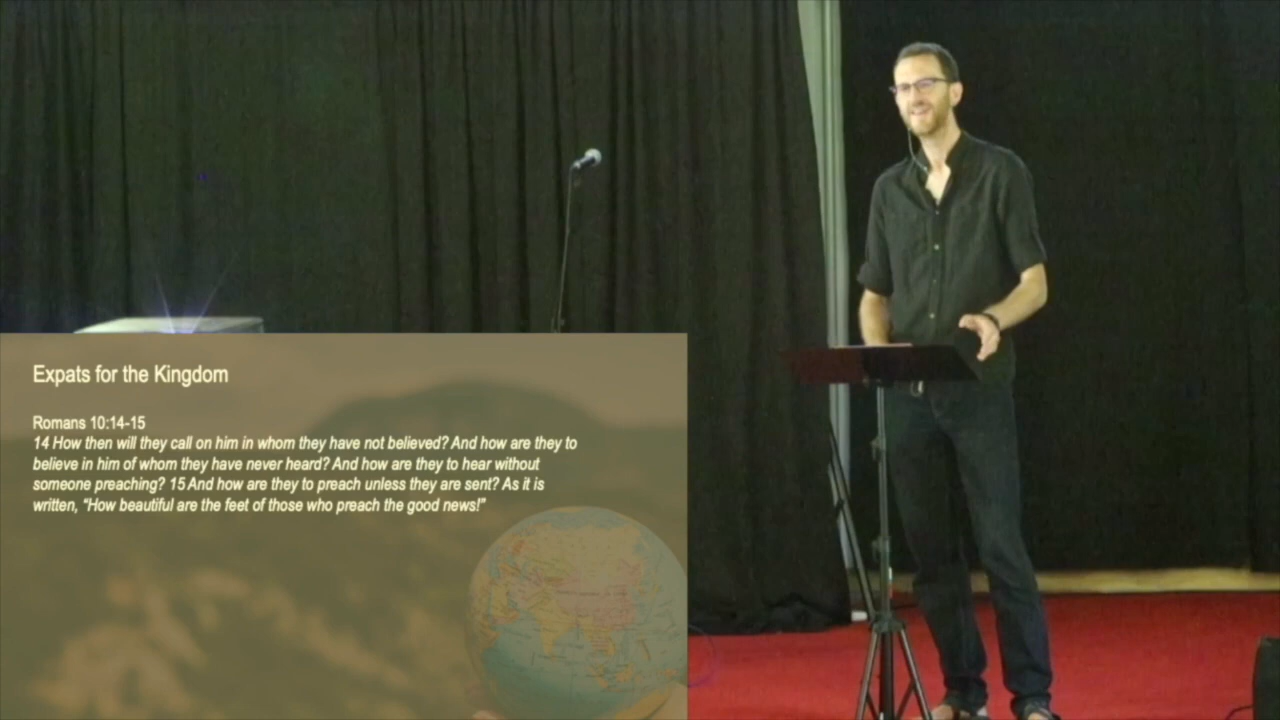 Expats for the Kingdom
Romans 10:14-15
14 How then will they call on him in whom they have not believed? And how are they to
believe in him of whom they have never heard? And how are they to hear without
someone preaching? 15 And how are they to preach unless they are sent? As it is
written, “How beautiful are the feet of those who preach the good news!”